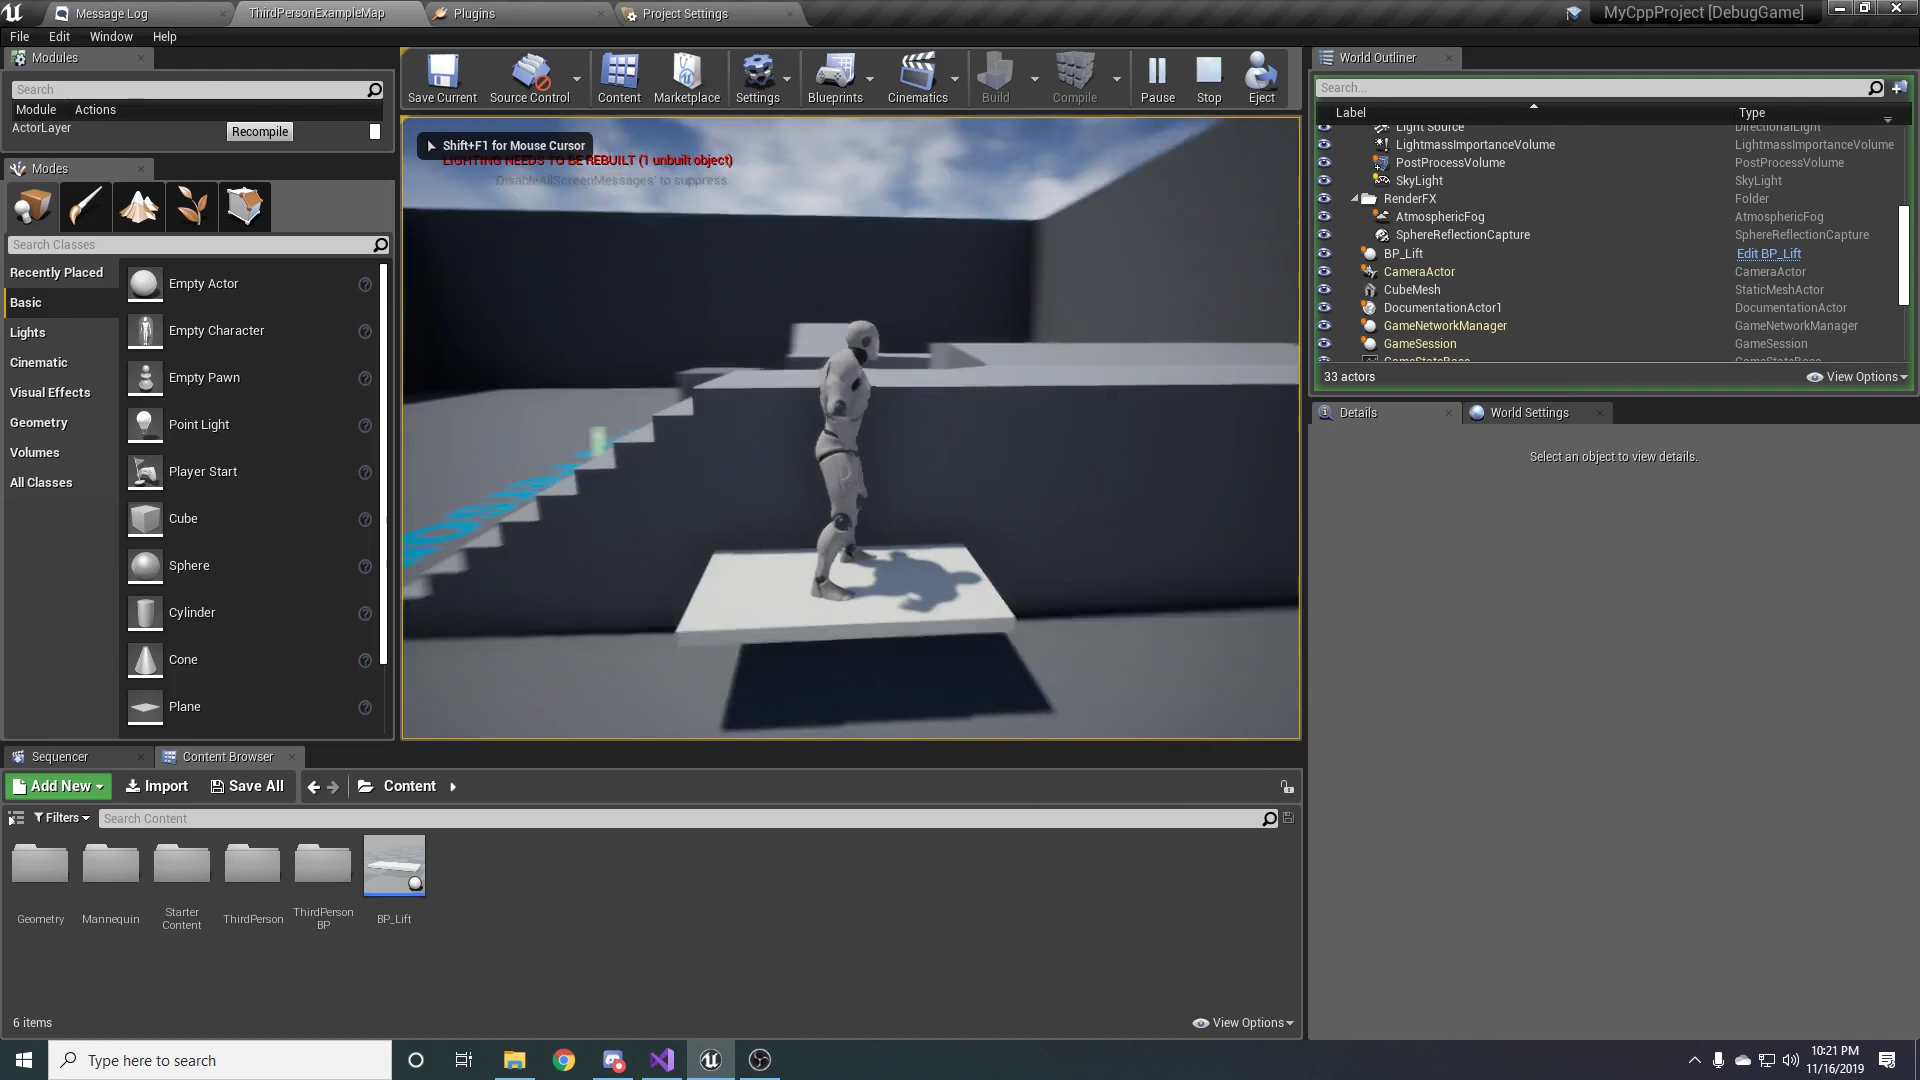 Message Log
ThirdPersonExampleMap
Plugins
Project Settings
MyCppProject [DebugGame]
File Edit Window Help
Modules
Search
Module Actions
ActorLayer
Recompile
Modes
Search Classes
Recently Placed
Basic
Lights
Cinematic
Visual Effects
Geometry
Volumes
All Classes
Empty Actor
Empty Character
Empty Pawn
Point Light
Player Start
Cube
Sphere
Cylinder
Cone
Plane
Save Current
Source Control
Content
Marketplace
Settings
Blueprints
Cinematics
Build
Compile
Pause
Stop
Eject
Shift+F1 for Mouse Cursor
LIGHTING NEEDS TO BE REBUILT (1 unbuilt object)
'DisableAllScreenMessages' to suppress
World Outliner
Search...
Label Type
Light Source DirectionalLight
LightmassImportanceVolume LightmassImportanceVolume
PostProcessVolume PostProcessVolume
SkyLight SkyLight
RenderFX Folder
AtmosphericFog AtmosphericFog
SphereReflectionCapture SphereReflectionCapture
BP_Lift Edit BP_Lift
CameraActor CameraActor
CubeMesh StaticMeshActor
DocumentationActor1 DocumentationActor
GameNetworkManager GameNetworkManager
GameSession GameSession
33 actors
View Options
Details
World Settings
Select an object to view details.
Sequencer
Content Browser
Add New
Import
Save All
Content
Filters
Search Content
Geometry
Mannequin
Starter
Content
ThirdPerson
ThirdPerson
BP
BP_Lift
6 items
View Options
Type here to search
10:21 PM
11/16/2019